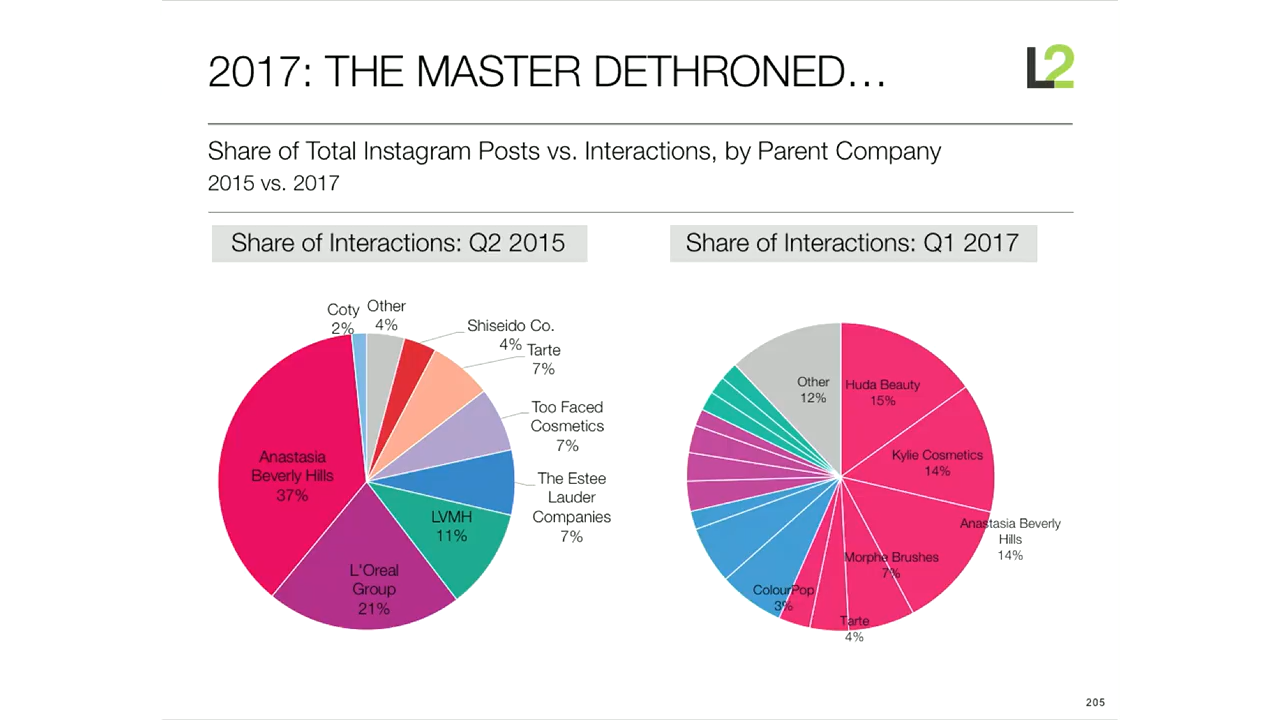 2017: THE MASTER DETHRONED...
L2
Share of Total Instagram Posts vs. Interactions, by Parent Company
2015 vs. 2017
Share of Interactions: Q2 2015
Coty
2%
Other
4%
Shiseido Co.
4%
Tarte
7%
Too Faced
Cosmetics
7%
The Estee
Lauder
Companies
7%
LVMH
11%
L'Oreal
Group
21%
Anastasia
Beverly Hills
37%
Share of Interactions: Q1 2017
Other
12%
Huda Beauty
15%
Kylie Cosmetics
14%
Anastasia Beverly
Hills
14%
Morphe Brushes
7%
Tarte
4%
ColourPop
3%
205